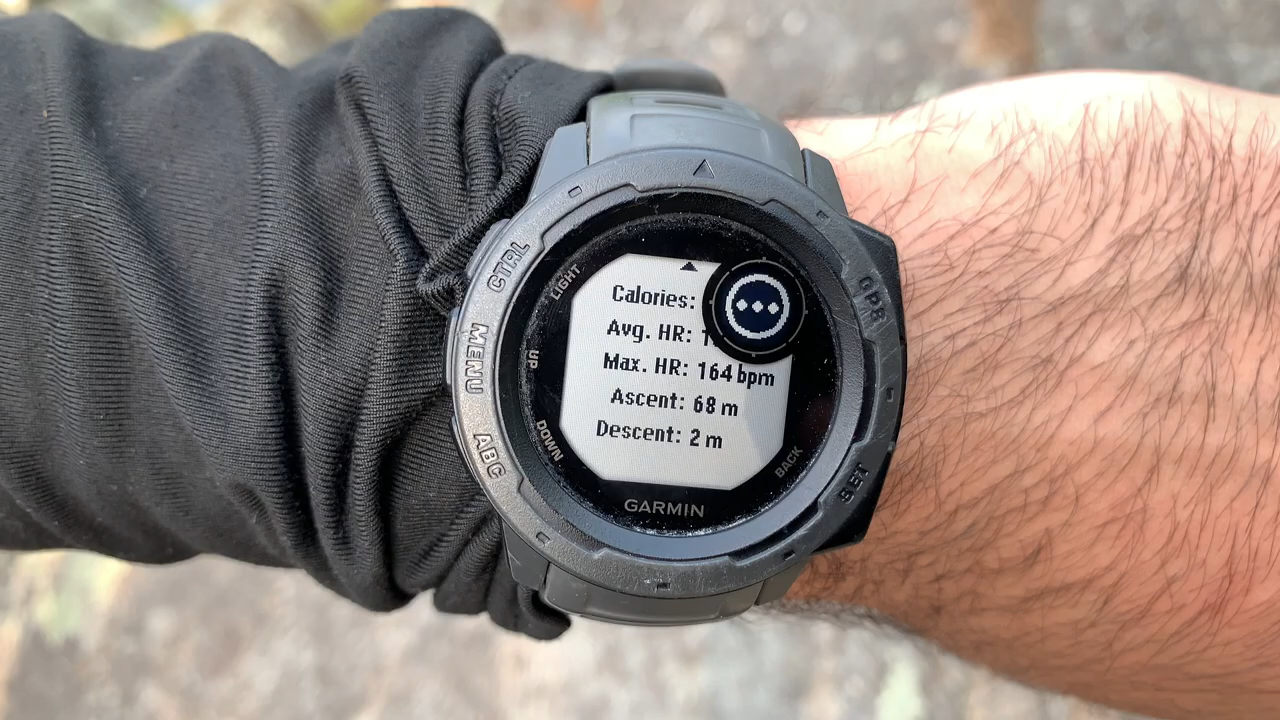 CTRL
LIGHT
GPS
Calories:
Avg. HR:
MENU
UP
Max. HR: 164 bpm
Ascent: 68 m
DOWN
Descent: 2 m
ABC
BACK
SET
GARMIN